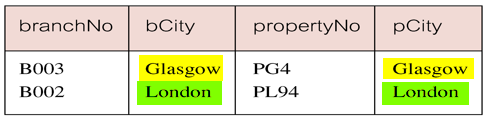 branchNo bCity propertyNo pCity
B003 Glasgow PG4 Glasgow
B002 London PL94 London